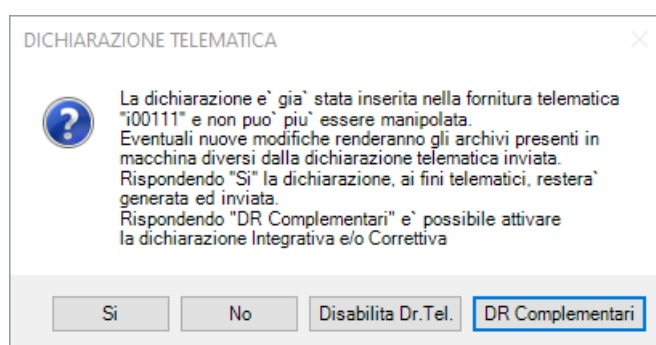 DICHIARAZIONE TELEMATICA
La dichiarazione e` gia` stata inserita nella fornitura telematica
"i00111" e non puo` piu` essere manipolata.
Eventuali nuove modifiche renderanno gli archivi presenti in
macchina diversi dalla dichiarazione telematica inviata.
Rispondendo "Si" la dichiarazione, ai fini telematici, restera`
generata ed inviata.
Rispondendo "DR Complementari" e` possibile attivare
la dichiarazione Integrativa e/o Correttiva
Si No Disabilita Dr.Tel. DR Complementari